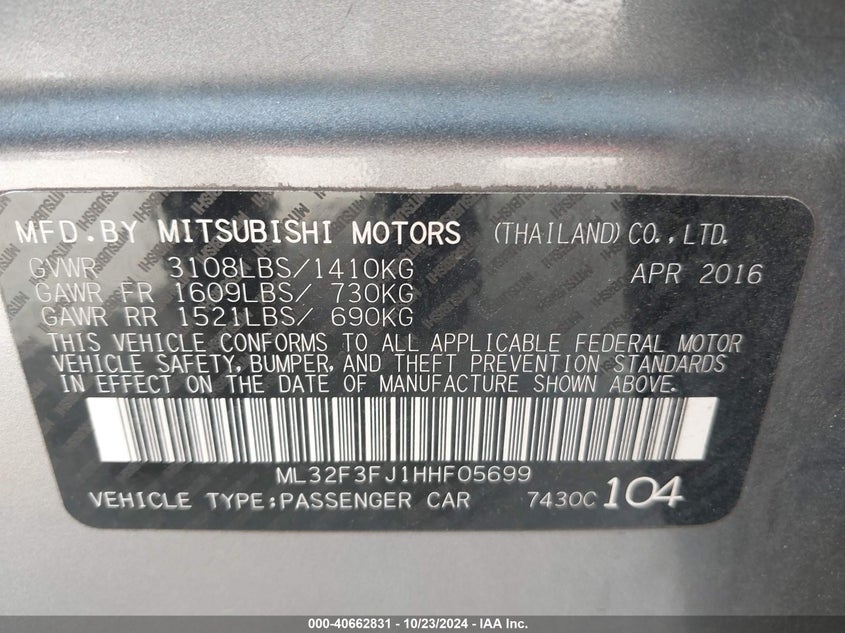 MFD.BY MITSUBISHI MOTORS (THAILAND)CO.,LTD.
GVWR 3108LBS/1410KG APR 2016
GAWR FR 1609LBS/ 730KG
GAWR RR 1521LBS/ 690KG
THIS VEHICLE CONFORMS TO ALL APPLICABLE FEDERAL MOTOR
VEHICLE SAFETY, BUMPER, AND THEFT PREVENTION STANDARDS
IN EFFECT ON THE DATE OF MANUFACTURE SHOWN ABOVE.
ML32F3FJ1HHF05699
VEHICLE TYPE:PASSENGER CAR 7430C 104
000-40662831 - 10/23/2024 - IAA Inc.